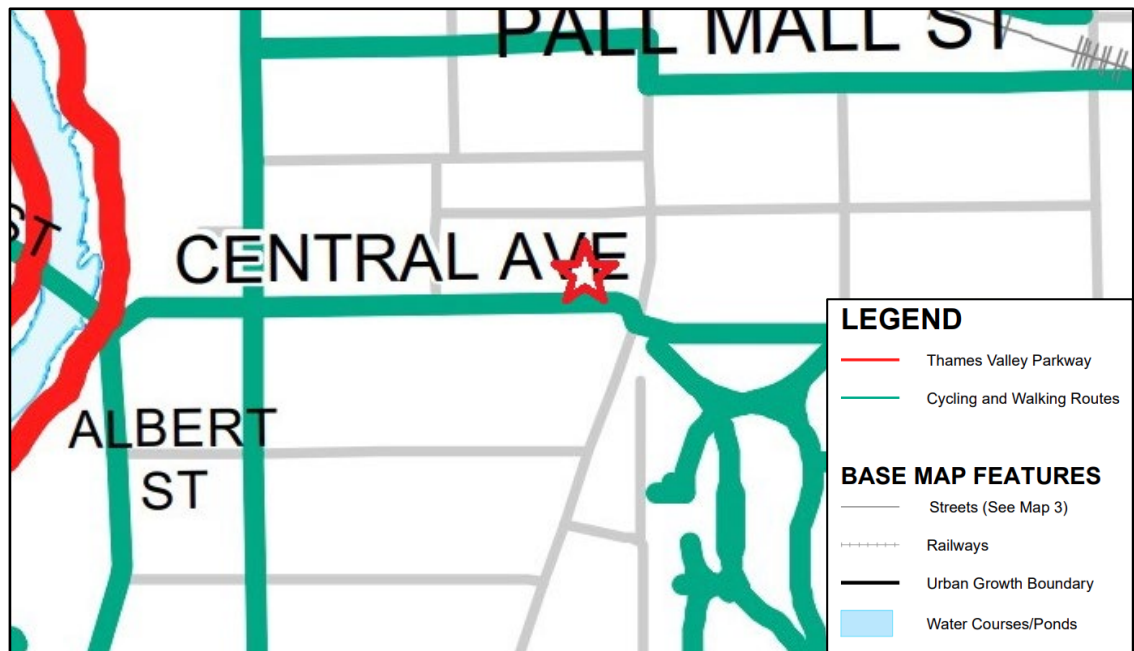 PALL MALL ST
ST
CENTRAL AVE
ALBERT
ST
LEGEND
Thames Valley Parkway
Cycling and Walking Routes
BASE MAP FEATURES
Streets (See Map 3)
Railways
Urban Growth Boundary
Water Courses/Ponds